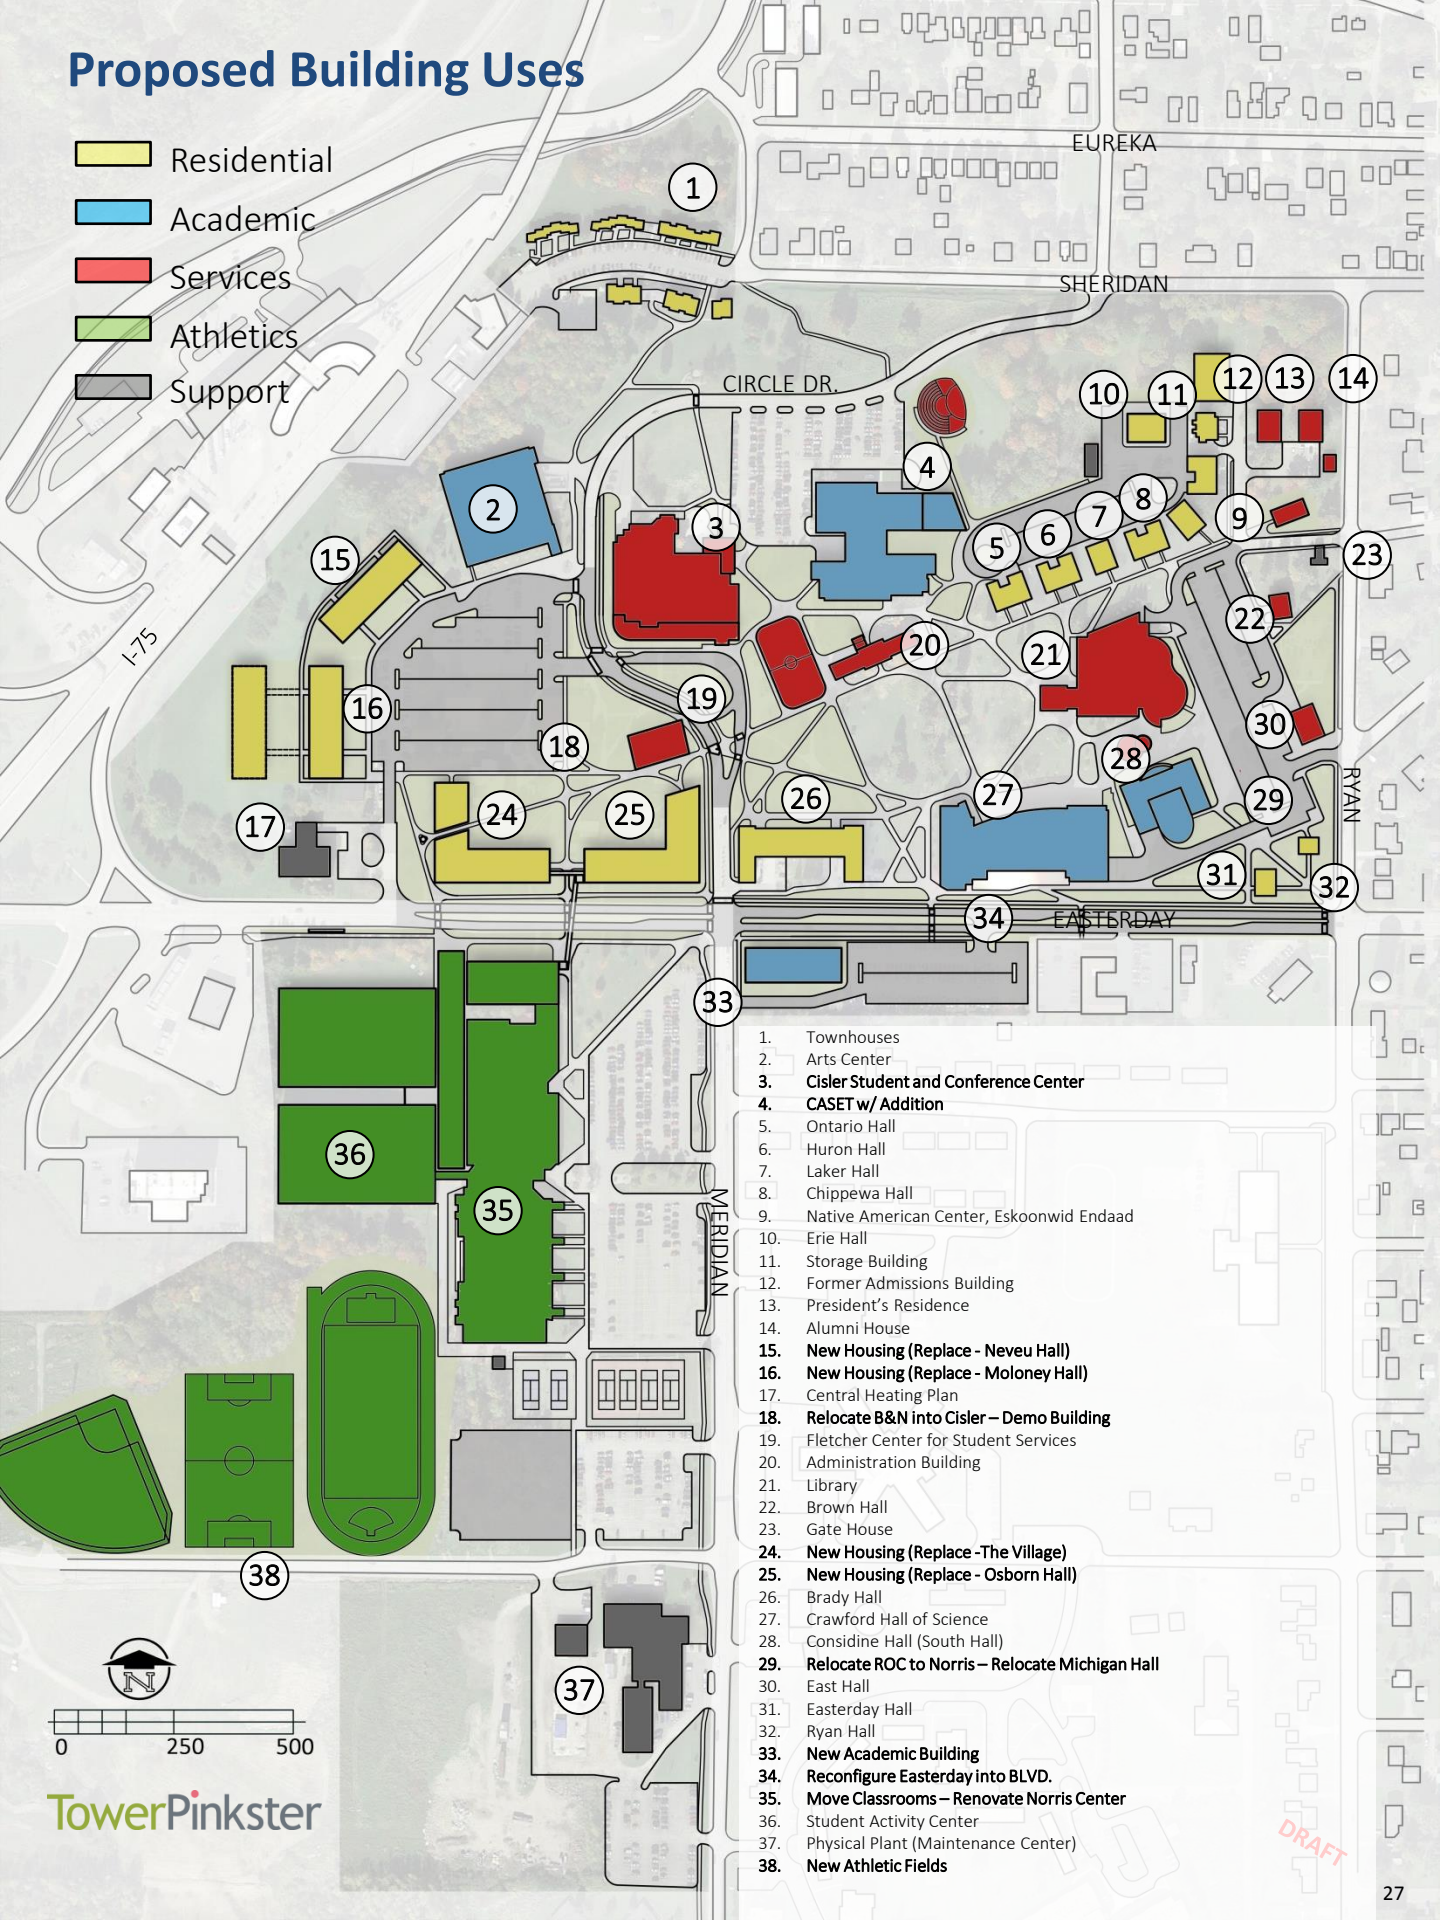 Proposed Building Uses
Residential
Academic
Services
Athletics
Support
EUREKA
SHERIDAN
CIRCLE DR.
I-75
RYAN
EASTERDAY
MERIDIAN
1
2
3
4
5
6
7
8
9
10
11
12
13
14
15
16
17
18
19
20
21
22
23
24
25
26
27
28
29
30
31
32
33
34
35
36
37
38
1. Townhouses
2. Arts Center
3. Cisler Student and Conference Center
4. CASET w/ Addition
5. Ontario Hall
6. Huron Hall
7. Laker Hall
8. Chippewa Hall
9. Native American Center, Eskoonwid Endaad
10. Erie Hall
11. Storage Building
12. Former Admissions Building
13. President’s Residence
14. Alumni House
15. New Housing (Replace - Neveu Hall)
16. New Housing (Replace - Moloney Hall)
17. Central Heating Plan
18. Relocate B&N into Cisler – Demo Building
19. Fletcher Center for Student Services
20. Administration Building
21. Library
22. Brown Hall
23. Gate House
24. New Housing (Replace -The Village)
25. New Housing (Replace - Osborn Hall)
26. Brady Hall
27. Crawford Hall of Science
28. Considine Hall (South Hall)
29. Relocate ROC to Norris – Relocate Michigan Hall
30. East Hall
31. Easterday Hall
32. Ryan Hall
33. New Academic Building
34. Reconfigure Easterday into BLVD.
35. Move Classrooms – Renovate Norris Center
36. Student Activity Center
37. Physical Plant (Maintenance Center)
38. New Athletic Fields
N
0 250 500
TowerPinkster
DRAFT
27